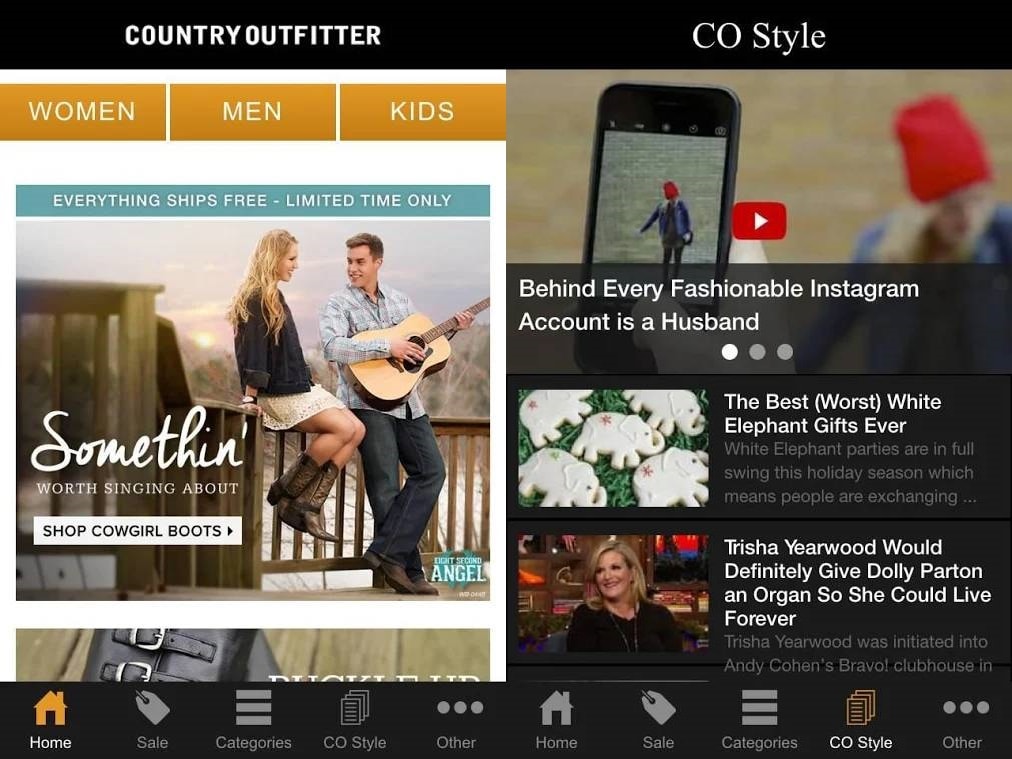 COUNTRY OUTFITTER
WOMEN
MEN
KIDS
EVERYTHING SHIPS FREE - LIMITED TIME ONLY
Somethin'
WORTH SINGING ABOUT
SHOP COWGIRL BOOTS
EIGHT SECOND
ANGEL
Home
Sale
Categories
CO Style
Other
CO Style
Behind Every Fashionable Instagram
Account is a Husband
The Best (Worst) White
Elephant Gifts Ever
White Elephant parties are in full
swing this holiday season which
means people are exchanging ...
Trisha Yearwood Would
Definitely Give Dolly Parton
an Organ So She Could Live
Forever
Trisha Yearwood was initiated into
Andy Cohen's Bravo! clubhouse in
Home
Sale
Categories
CO Style
Other